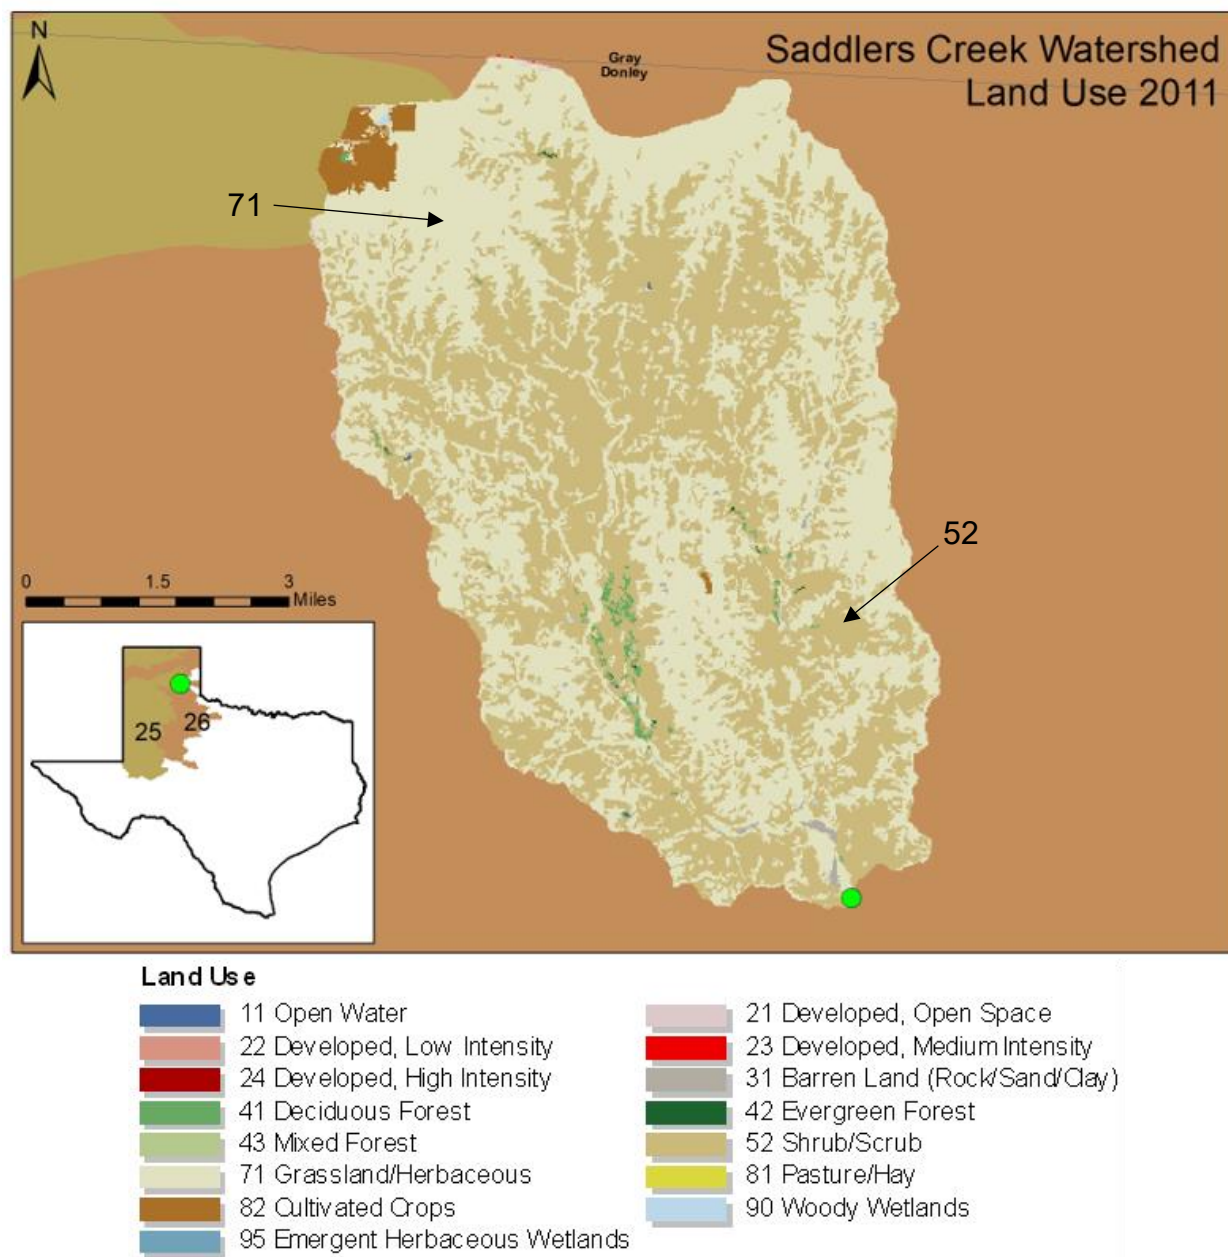 N
Gray
Donley
Saddlers Creek Watershed
Land Use 2011
71
52
0 1.5 3
Miles
25 26
Land Use
11 Open Water
22 Developed, Low Intensity
24 Developed, High Intensity
41 Deciduous Forest
43 Mixed Forest
71 Grassland/Herbaceous
82 Cultivated Crops
95 Emergent Herbaceous Wetlands
21 Developed, Open Space
23 Developed, Medium Intensity
31 Barren Land (Rock/Sand/Clay)
42 Evergreen Forest
52 Shrub/Scrub
81 Pasture/Hay
90 Woody Wetlands